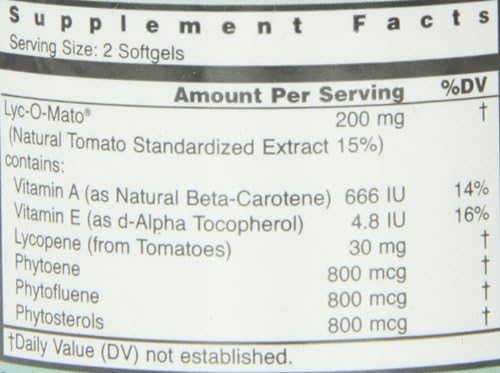 Supplement Facts
Serving Size: 2 Softgels
Amount Per Serving %DV
Lyc-O-Mato® 200 mg †
(Natural Tomato Standardized Extract 15%)
contains:
Vitamin A (as Natural Beta-Carotene) 666 IU 14%
Vitamin E (as d-Alpha Tocopherol) 4.8 IU 16%
Lycopene (from Tomatoes) 30 mg †
Phytoene 800 mcg †
Phytofluene 800 mcg †
Phytosterols 800 mcg †
†Daily Value (DV) not established.